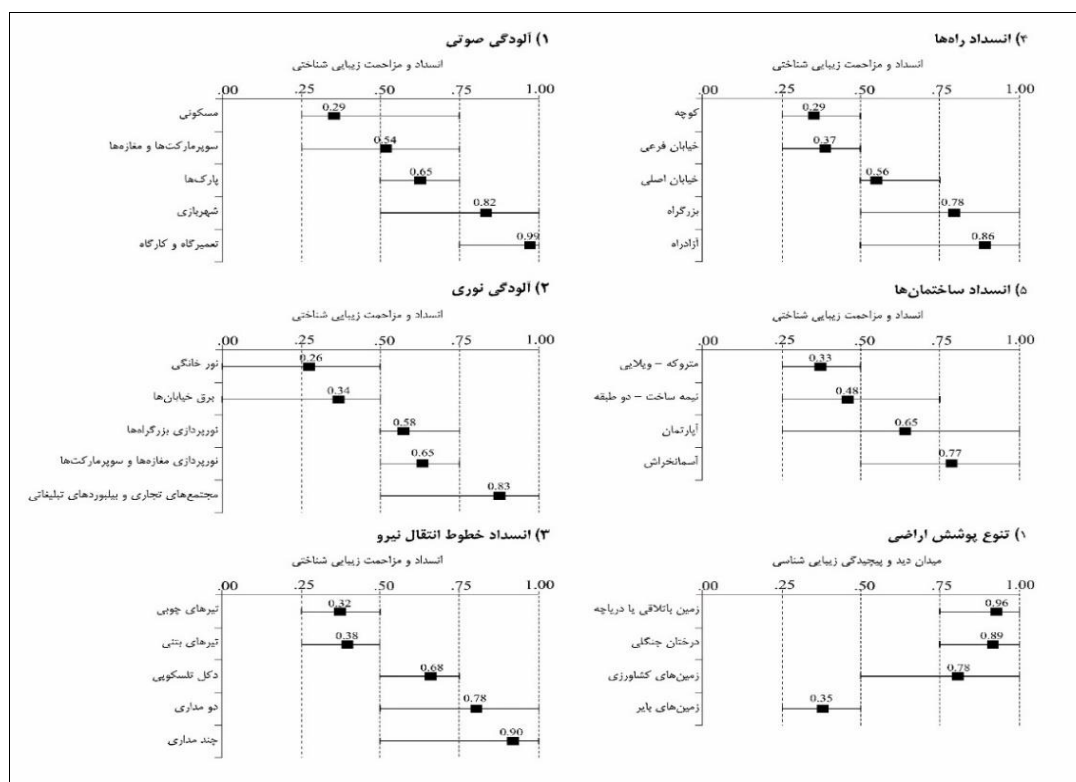 ۱) آلودگی صوتی
انسداد و مزاحمت زیبایی شناختی
.00 .25 .50 .75 1.00
مسکونی 0.29
سوپرمارکت‌ها و مغازه‌ها 0.54
پارک‌ها 0.65
شهربازی 0.82
تعمیرگاه و کارگاه 0.99
۲) آلودگی نوری
انسداد و مزاحمت زیبایی شناختی
.00 .25 .50 .75 1.00
نور خانگی 0.26
برق خیابان‌ها 0.34
نورپردازی بزرگراه‌ها 0.58
نورپردازی مغازه‌ها و سوپرمارکت‌ها 0.65
مجتمع‌های تجاری و بیلبوردهای تبلیغاتی 0.83
۳) انسداد خطوط انتقال نیرو
انسداد و مزاحمت زیبایی شناختی
.00 .25 .50 .75 1.00
تیرهای چوبی 0.32
تیرهای بتنی 0.38
دکل تلسکوپی 0.68
دو مداری 0.78
چند مداری 0.90
۴) انسداد راه‌ها
انسداد و مزاحمت زیبایی شناختی
.00 .25 .50 .75 1.00
کوچه 0.29
خیابان فرعی 0.37
خیابان اصلی 0.56
بزرگراه 0.78
آزادراه 0.86
۵) انسداد ساختمان‌ها
انسداد و مزاحمت زیبایی شناختی
.00 .25 .50 .75 1.00
متروکه – ویلایی 0.33
نیمه ساخت – دو طبقه 0.48
آپارتمان 0.65
آسمانخراش 0.77
۱) تنوع پوشش اراضی
میدان دید و پیچیدگی زیبایی شناسی
.00 .25 .50 .75 1.00
زمین باتلاقی یا دریاچه 0.96
درختان جنگلی 0.89
زمین‌های کشاورزی 0.78
زمین‌های بایر 0.35